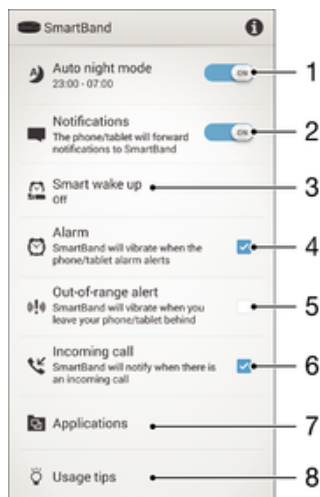 SmartBand
Auto night mode
23:00 - 07:00
ON
1
Notifications
The phone/tablet will forward
notifications to SmartBand
ON
2
Smart wake up
Off
3
Alarm
SmartBand will vibrate when the
phone/tablet alarm alerts
4
Out-of-range alert
SmartBand will vibrate when you
leave your phone/tablet behind
5
Incoming call
SmartBand will notify when there is
an incoming call
6
Applications
7
Usage tips
8